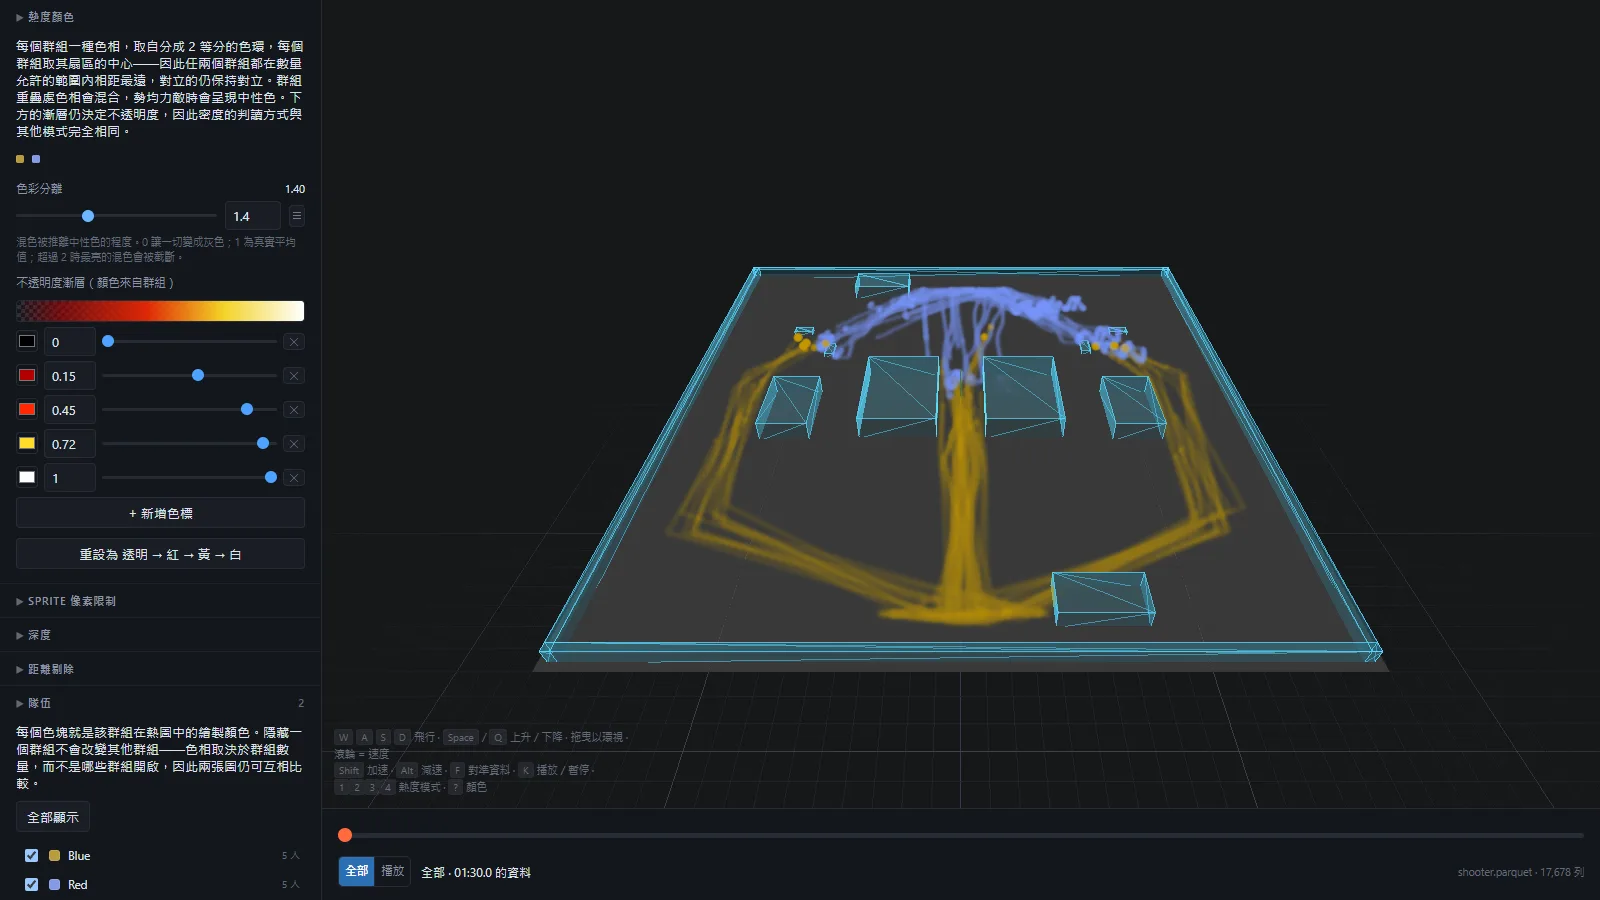 ▶ 熱度顏色
每個群組一種色相，取自分成 2 等分的色環，每個
群組取其扇區的中心——因此任兩個群組都在數量
允許的範圍內相距最遠，對立的仍保持對立。群組
重疊處色相會混合，勢均力敵時會呈現中性色。下
方的漸層仍決定不透明度，因此密度的判讀方式與
其他模式完全相同。
色彩分離 1.40
1.4
混色被推離中性色的程度。0 讓一切變成灰色；1 為真實平均
值；超過 2 時最亮的混色會被截斷。
不透明度漸層（顏色來自群組）
0
0.15
0.45
0.72
1
+ 新增色標
重設為 透明 → 紅 → 黃 → 白
▶ SPRITE 像素限制
▶ 深度
▶ 距離剔除
▶ 隊伍 2
每個色塊就是該群組在熱圖中的繪製顏色。隱藏一
個群組不會改變其他群組——色相取決於群組數
量，而不是哪些群組開啟，因此兩張圖仍可互相比
較。
全部顯示
Blue 5 人
Red 5 人
W A S D 飛行 · Space / Q 上升 / 下降 · 拖曳以環視 ·
滾輪 = 速度
Shift 加速 · Alt 減速 · F 對準資料 · K 播放 / 暫停 ·
1 2 3 4 熱度模式 · ? 顏色
全部 播放 全部 · 01:30.0 的資料
shooter.parquet · 17,678 列